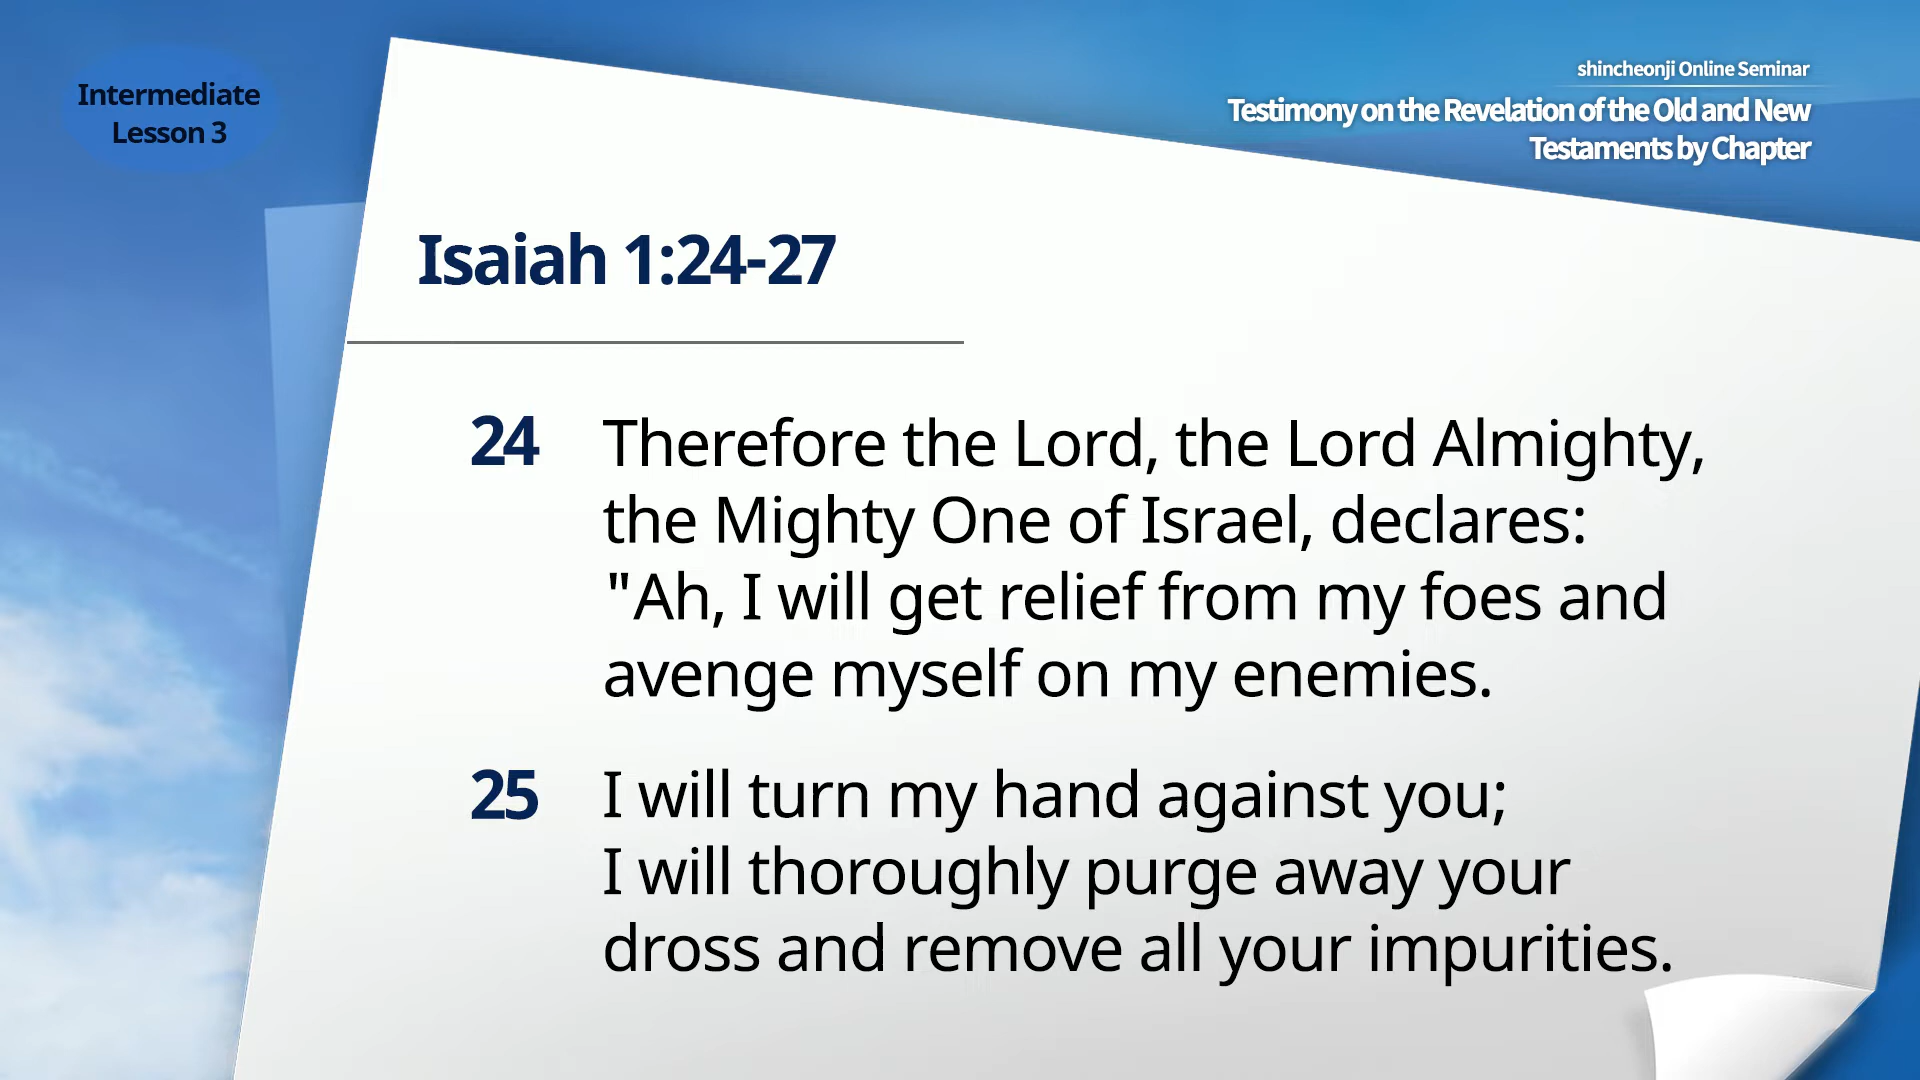 Intermediate
Lesson 3
shincheonji Online Seminar
Testimony on the Revelation of the Old and New
Testaments by Chapter
Isaiah 1:24-27
24 Therefore the Lord, the Lord Almighty,
the Mighty One of Israel, declares:
"Ah, I will get relief from my foes and
avenge myself on my enemies.
25 I will turn my hand against you;
I will thoroughly purge away your
dross and remove all your impurities.